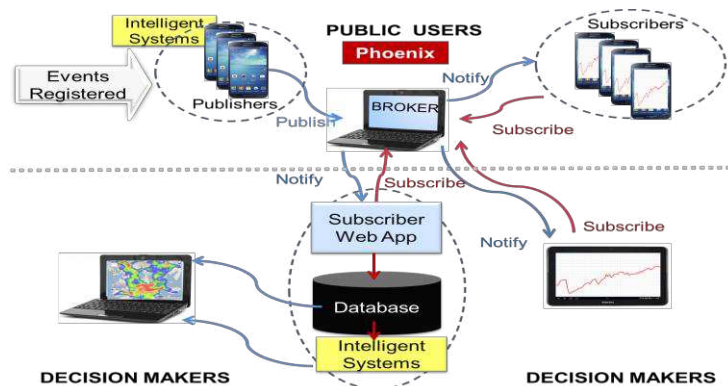 Intelligent
Systems
PUBLIC USERS
Phoenix
Subscribers
Events
Registered
Publishers
Notify
BROKER
Publish
Subscribe
Notify
Subscribe
Subscriber
Web App
Notify
Subscribe
Database
Intelligent
Systems
DECISION MAKERS
DECISION MAKERS